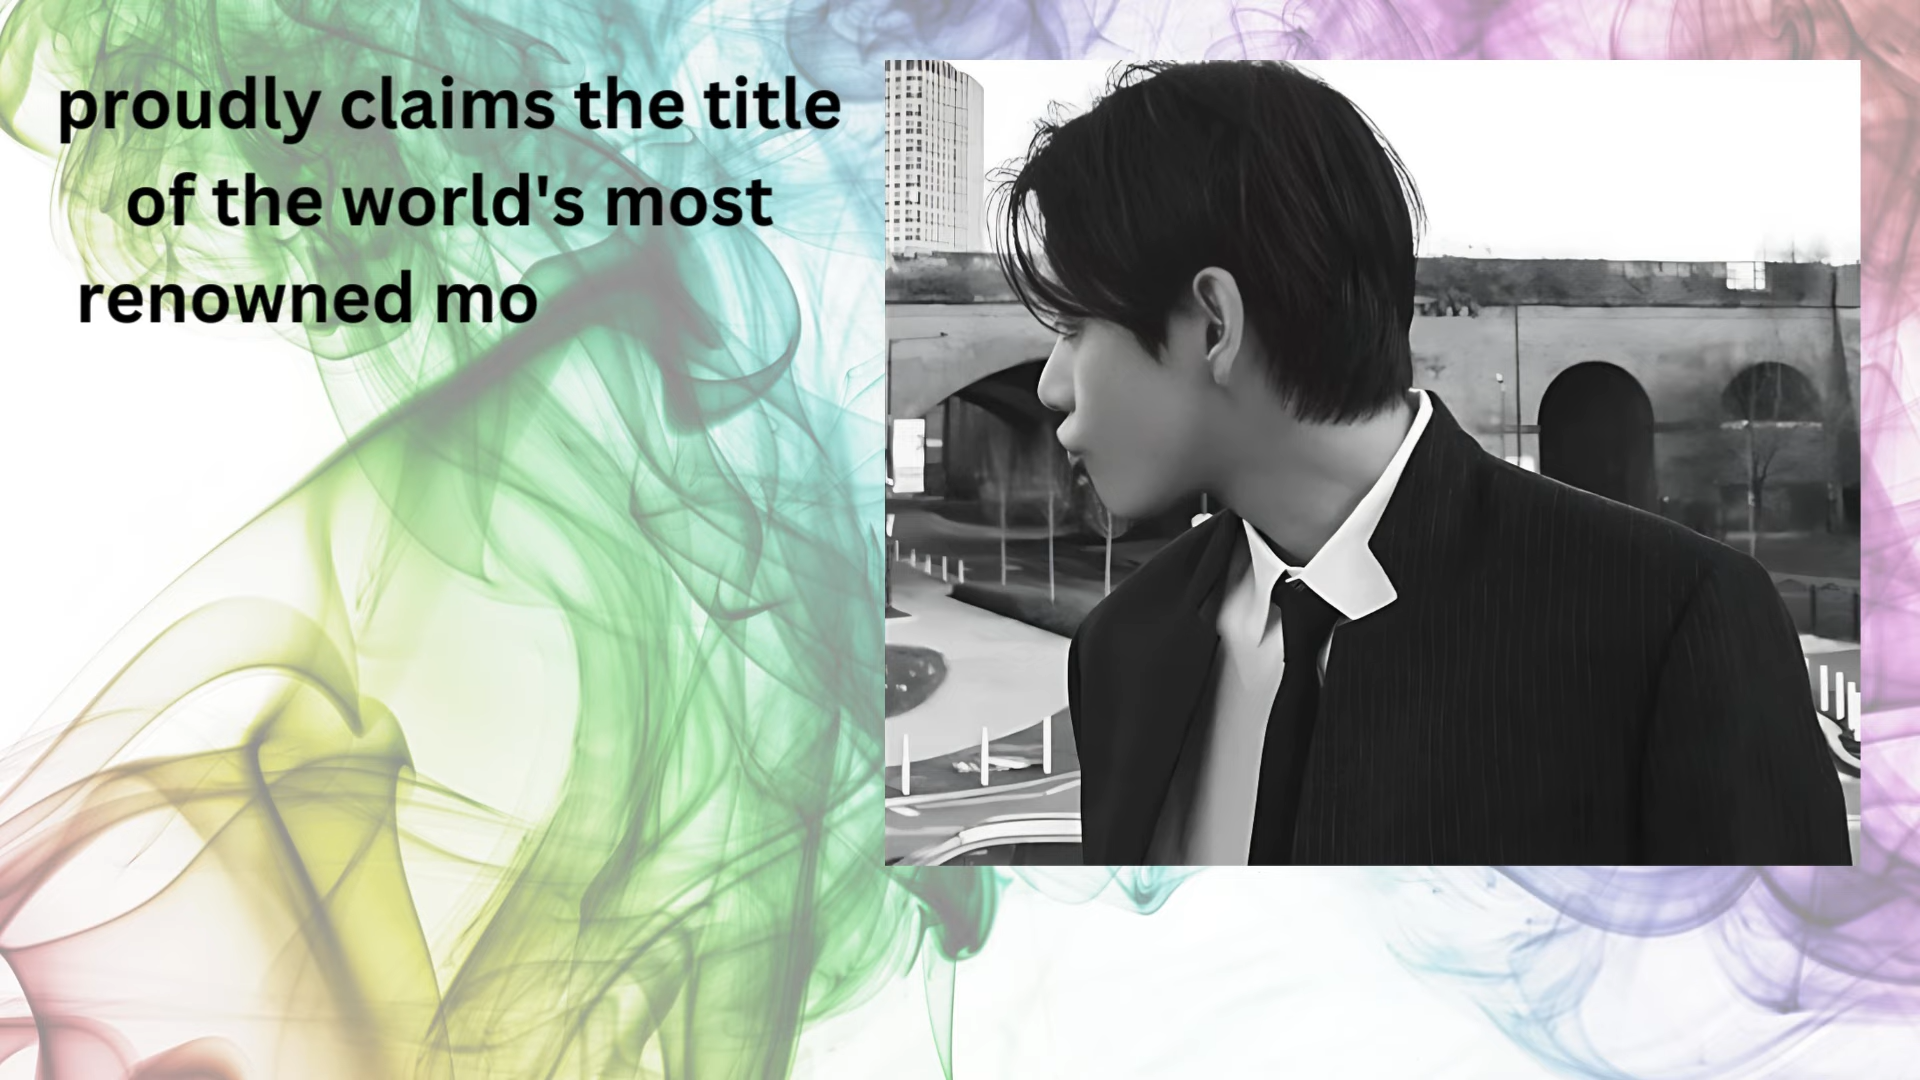 proudly claims the title
of the world's most
renowned mo